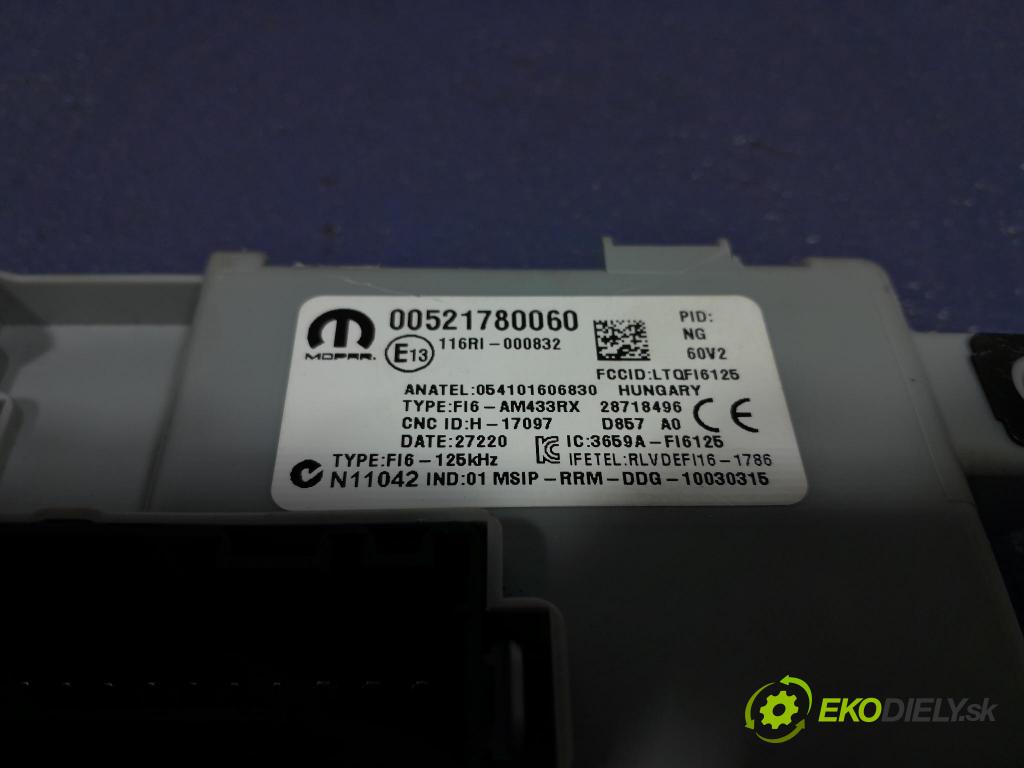 MOPAR.
00521780060
E13
116RI-000832
PID:
NG
60V2
FCCID:LTQFI6125
ANATEL:054101606830 HUNGARY
TYPE:FI6-AM433RX 28718496
CNC ID:H-17097 D857 A0
CE
DATE:27220 IC:3659A-FI6125
TYPE:FI6-125kHz IFETEL:RLVDEFI16-1786
N11042 IND:01 MSIP-RRM-DDG-10030315
EKODIELY.sk